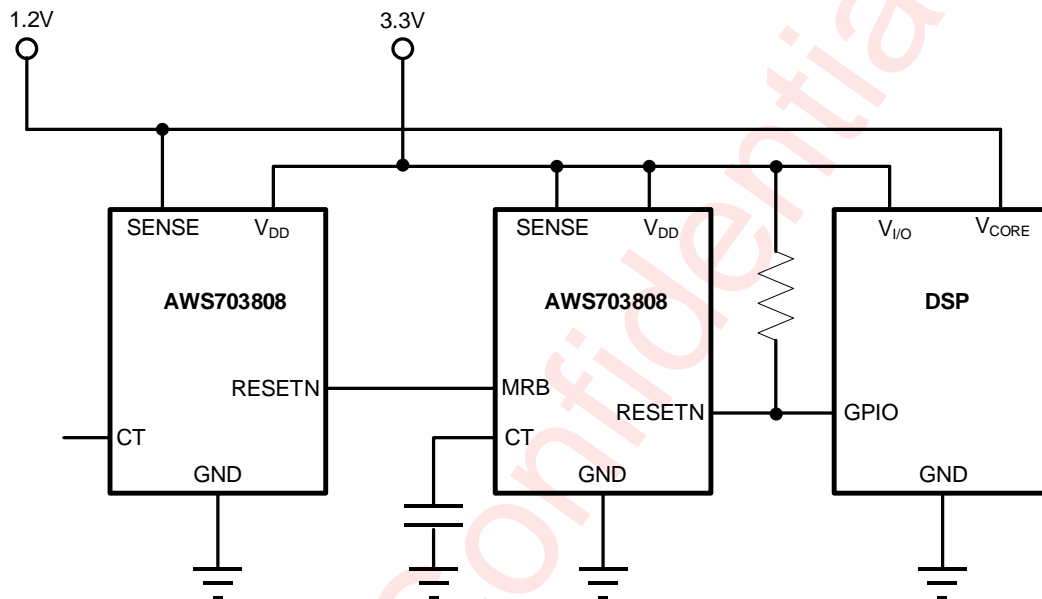 1.2V
3.3V
SENSE
VDD
AWS703808
RESETN
CT
GND
SENSE
VDD
AWS703808
MRB
RESETN
CT
GND
VI/O
VCORE
DSP
GPIO
GND
Confidential